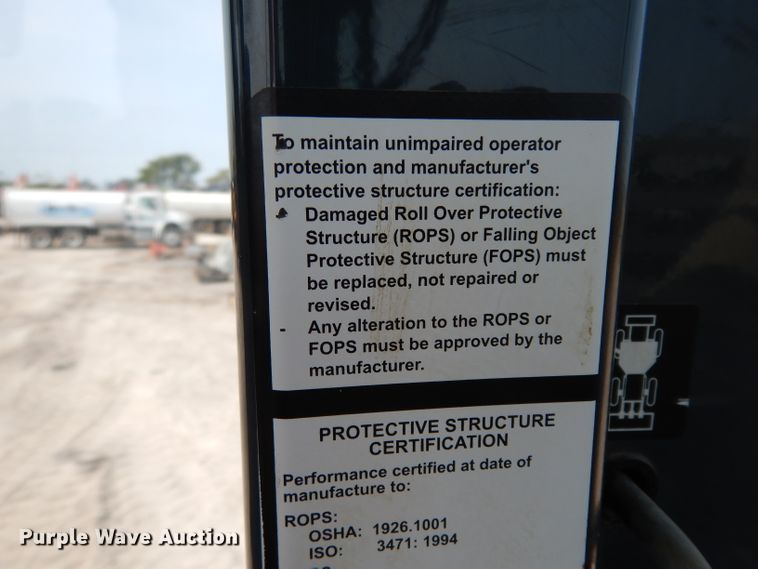 To maintain unimpaired operator
protection and manufacturer's
protective structure certification:
- Damaged Roll Over Protective
Structure (ROPS) or Falling Object
Protective Structure (FOPS) must
be replaced, not repaired or
revised.
- Any alteration to the ROPS or
FOPS must be approved by the
manufacturer.
PROTECTIVE STRUCTURE
CERTIFICATION
Performance certified at date of
manufacture to:
ROPS:
OSHA: 1926.1001
ISO: 3471: 1994
Purple Wave Auction